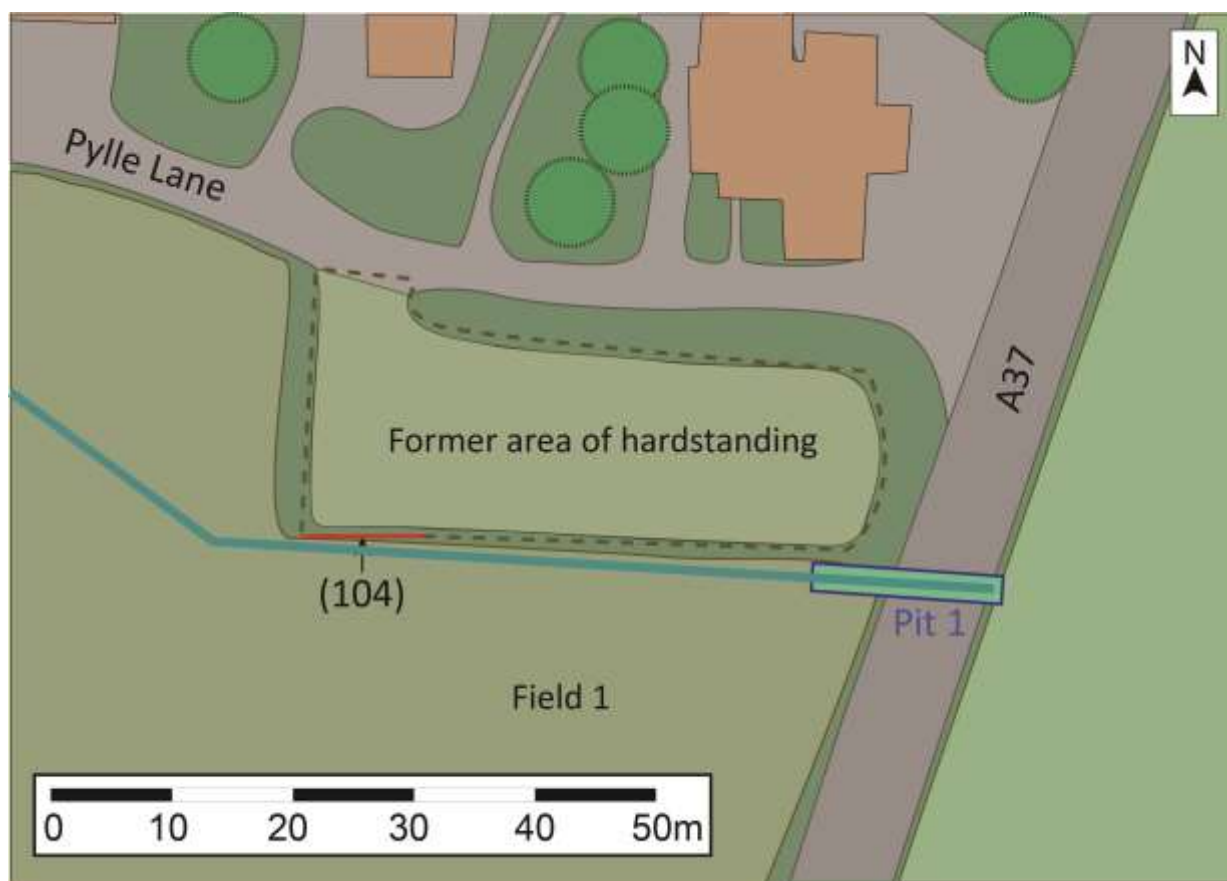 N
Pylle Lane
A37
Former area of hardstanding
(104)
Pit 1
Field 1
0 10 20 30 40 50m